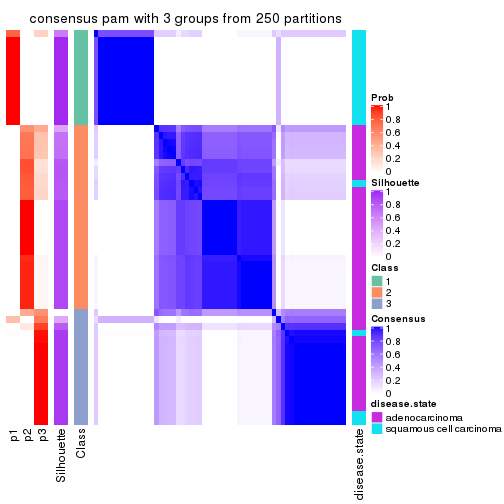 consensus pam with 3 groups from 250 partitions
Prob
1
0.8
0.6
0.4
0.2
0
Silhouette
1
0.8
0.6
0.4
0.2
0
Class
1
2
3
Consensus
1
0.8
0.6
0.4
0.2
0
disease.state
adenocarcinoma
squamous cell carcinoma
p1
p2
p3
Silhouette
Class
disease.state